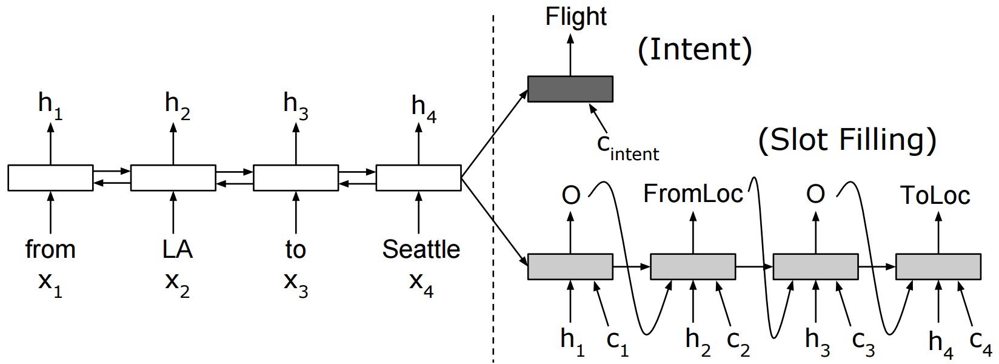 Flight
(Intent)
h1 h2 h3 h4
c intent
(Slot Filling)
O FromLoc O ToLoc
from LA to Seattle
x1 x2 x3 x4
h1 c1 h2 c2 h3 c3 h4 c4